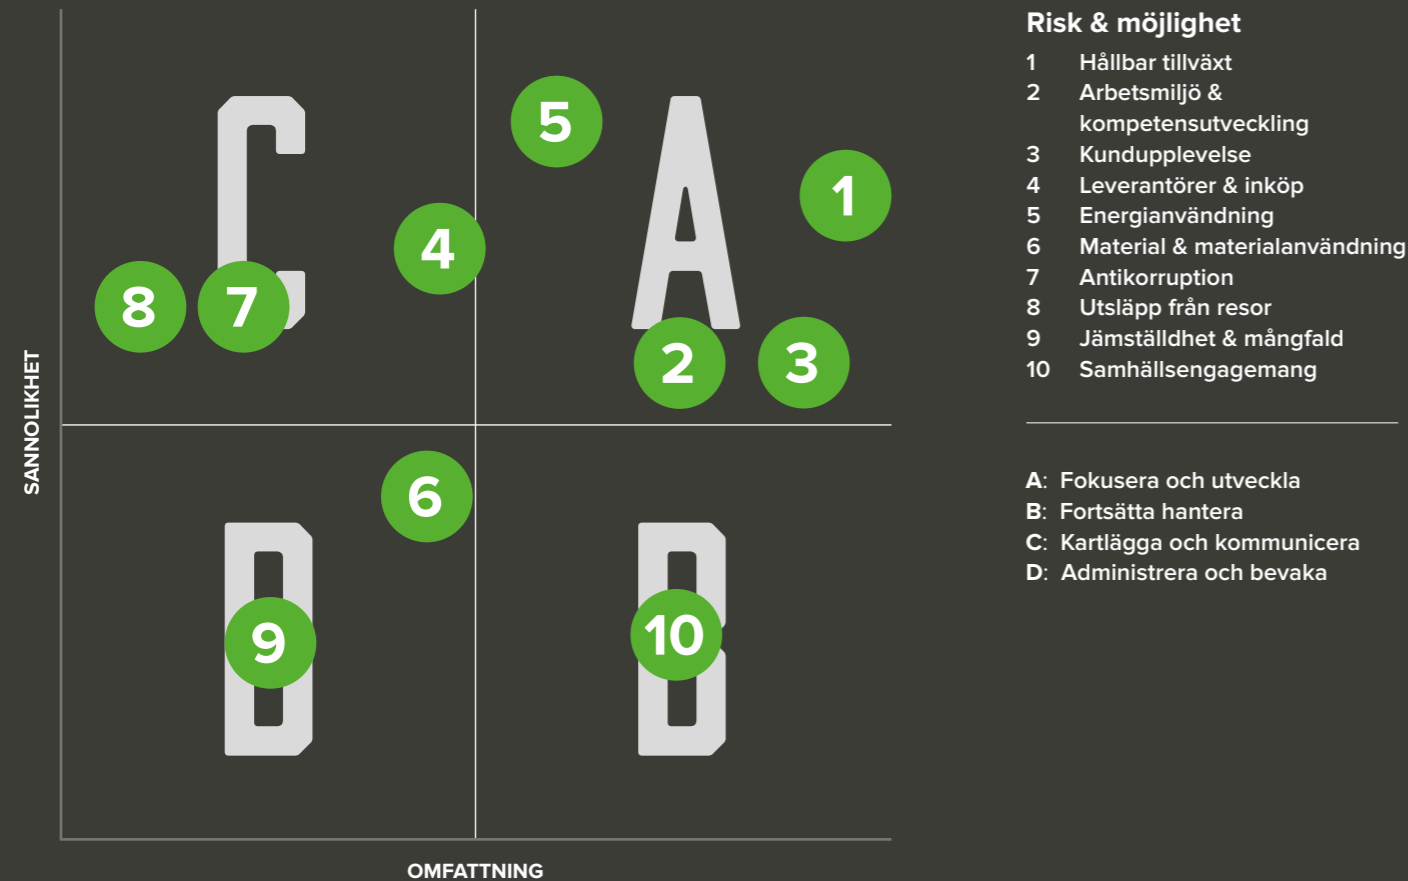 SANNOLIKHET
C
A
5
1
4
8
7
2
3
6
D
9
B
10
OMFATTNING
Risk & möjlighet
1 Hållbar tillväxt
2 Arbetsmiljö &
kompetensutveckling
3 Kundupplevelse
4 Leverantörer & inköp
5 Energianvändning
6 Material & materialanvändning
7 Antikorruption
8 Utsläpp från resor
9 Jämställdhet & mångfald
10 Samhällsengagemang
A: Fokusera och utveckla
B: Fortsätta hantera
C: Kartlägga och kommunicera
D: Administrera och bevaka